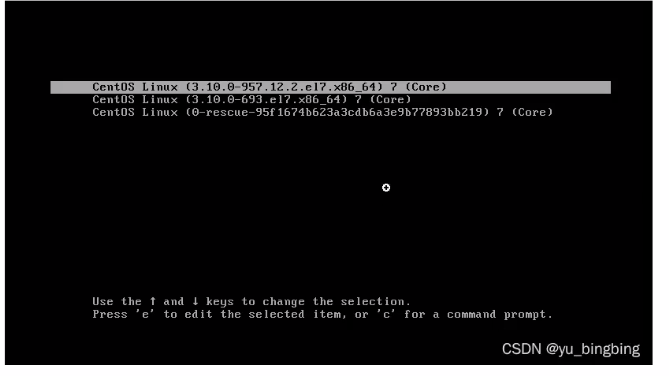 CentOS Linux (3.10.0-957.12.2.el7.x86_64) 7 (Core)
CentOS Linux (3.10.0-693.el7.x86_64) 7 (Core)
CentOS Linux (0-rescue-95f1674b623a3cdb6a3e9b77893bb219) 7 (Core)
Use the ↑ and ↓ keys to change the selection.
Press 'e' to edit the selected item, or 'c' for a command prompt.
CSDN @yu_bingbing